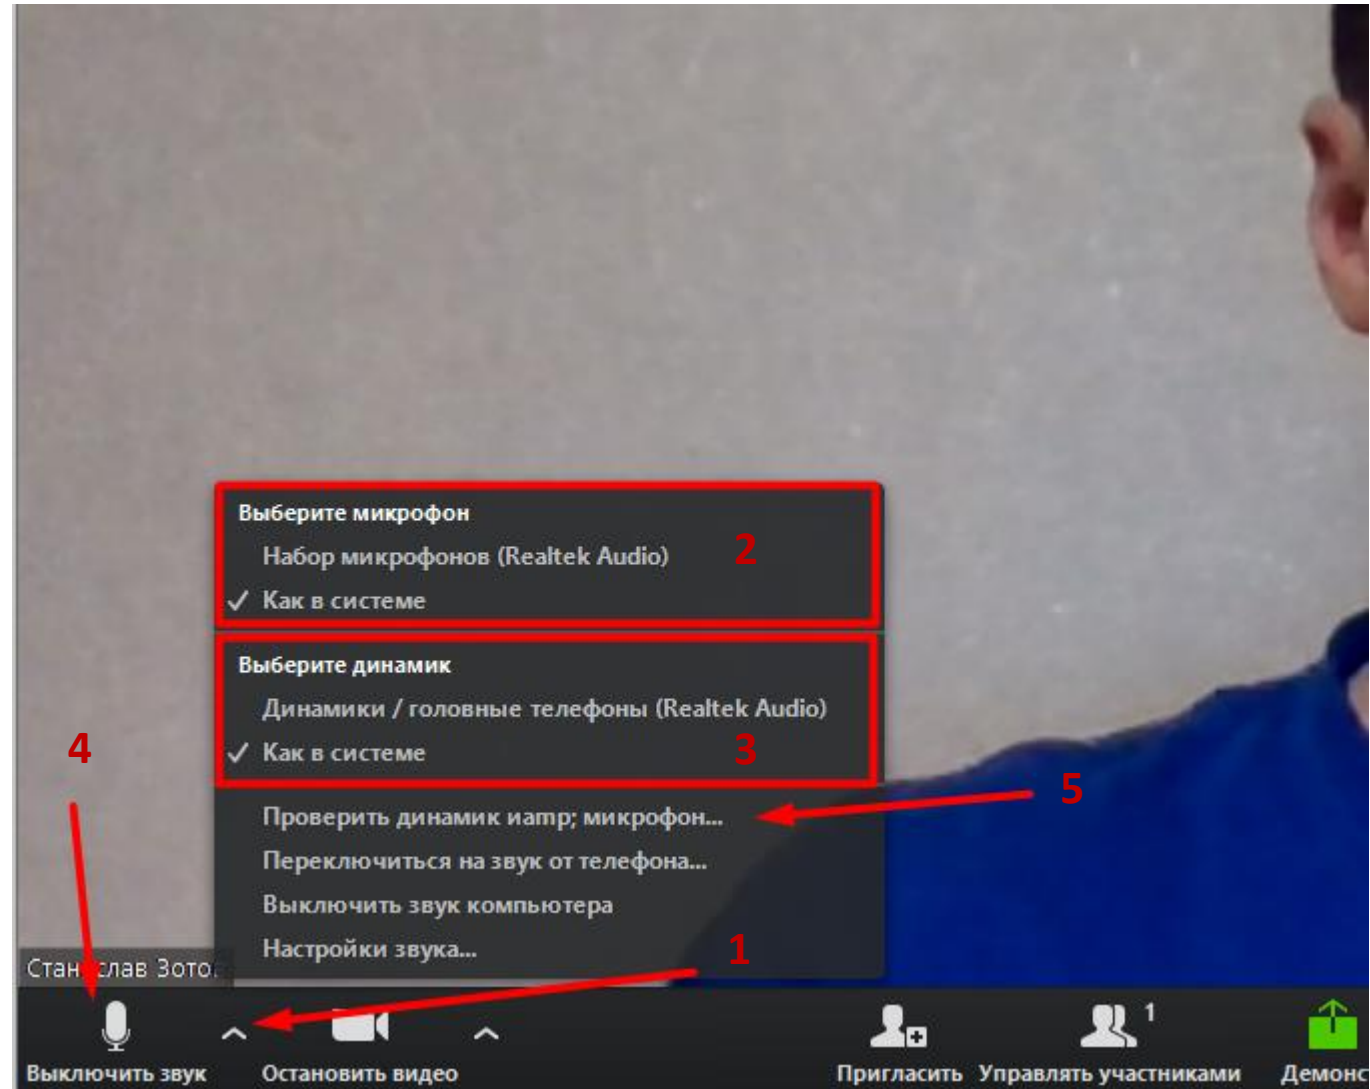 Выберите микрофон
Набор микрофонов (Realtek Audio)
2
Как в системе
Выберите динамик
Динамики / головные телефоны (Realtek Audio)
4
Как в системе
3
5
Проверить динамик иamp; микрофон...
Переключиться на звук от телефона...
Выключить звук компьютера
Настройки звука...
1
1
Выключить звук
Остановить видео
Пригласить
Управлять участниками